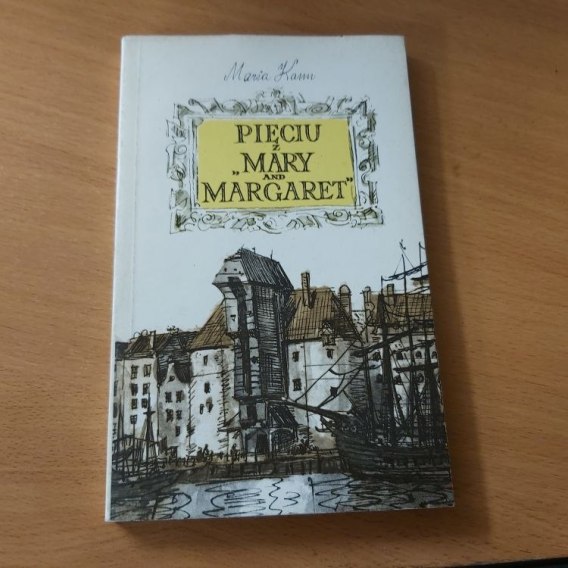 Maria Kann
PIĘCIU
Z
„MARY
AND
MARGARET"